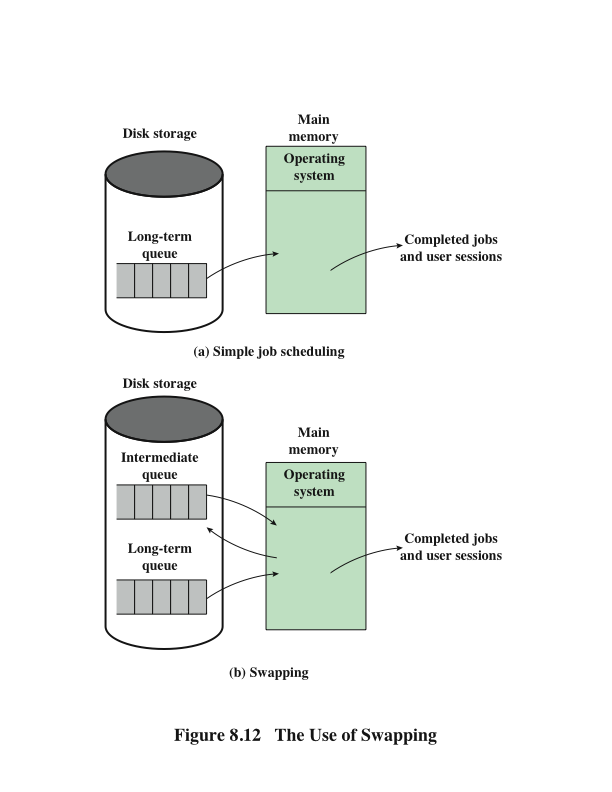 Main
memory
Disk storage
Operating
system
Long-term
queue
Completed jobs
and user sessions
(a) Simple job scheduling
Disk storage
Main
memory
Intermediate
queue
Operating
system
Long-term
queue
Completed jobs
and user sessions
(b) Swapping
Figure 8.12 The Use of Swapping